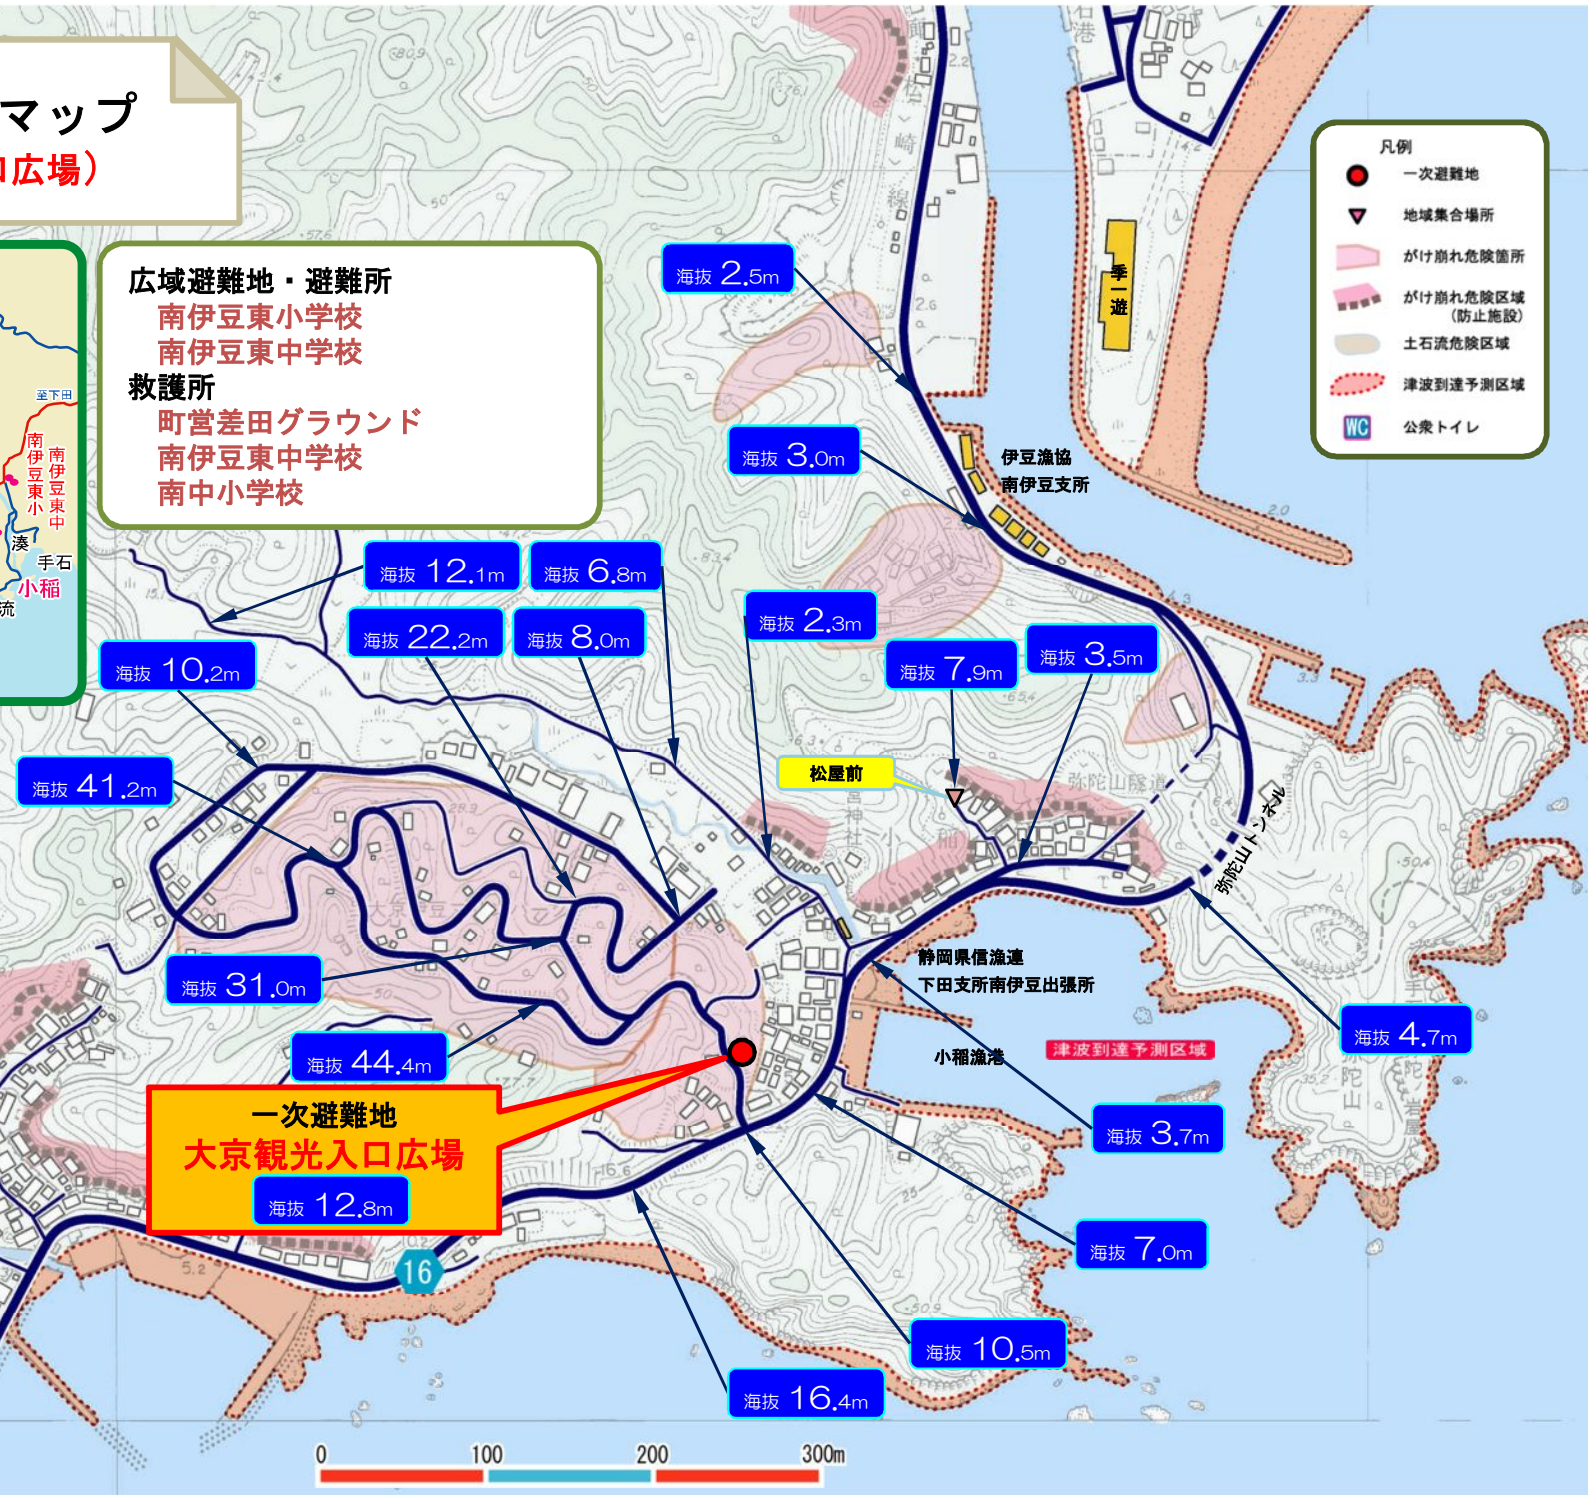 マップ
口広場）
広域避難地・避難所
南伊豆東小学校
南伊豆東中学校
救護所
町営差田グラウンド
南伊豆東中学校
南中小学校
至下田
南伊豆東小
南伊豆東中
湊
手石
小稲
流
凡例
一次避難地
地域集合場所
がけ崩れ危険箇所
がけ崩れ危険区域
（防止施設）
土石流危険区域
津波到達予測区域
WC 公衆トイレ
季一遊
海抜 2.5m
海抜 3.0m
伊豆漁協
南伊豆支所
海抜 12.1m
海抜 6.8m
海抜 22.2m
海抜 8.0m
海抜 2.3m
海抜 7.9m
海抜 3.5m
海抜 10.2m
海抜 41.2m
松屋前
弥陀山隧道
弥陀山トンネル
海抜 31.0m
海抜 44.4m
静岡県信漁連
下田支所南伊豆出張所
小稲漁港
津波到達予測区域
海抜 4.7m
海抜 3.7m
海抜 7.0m
海抜 10.5m
海抜 16.4m
一次避難地
大京観光入口広場
海抜 12.8m
16
0 100 200 300m